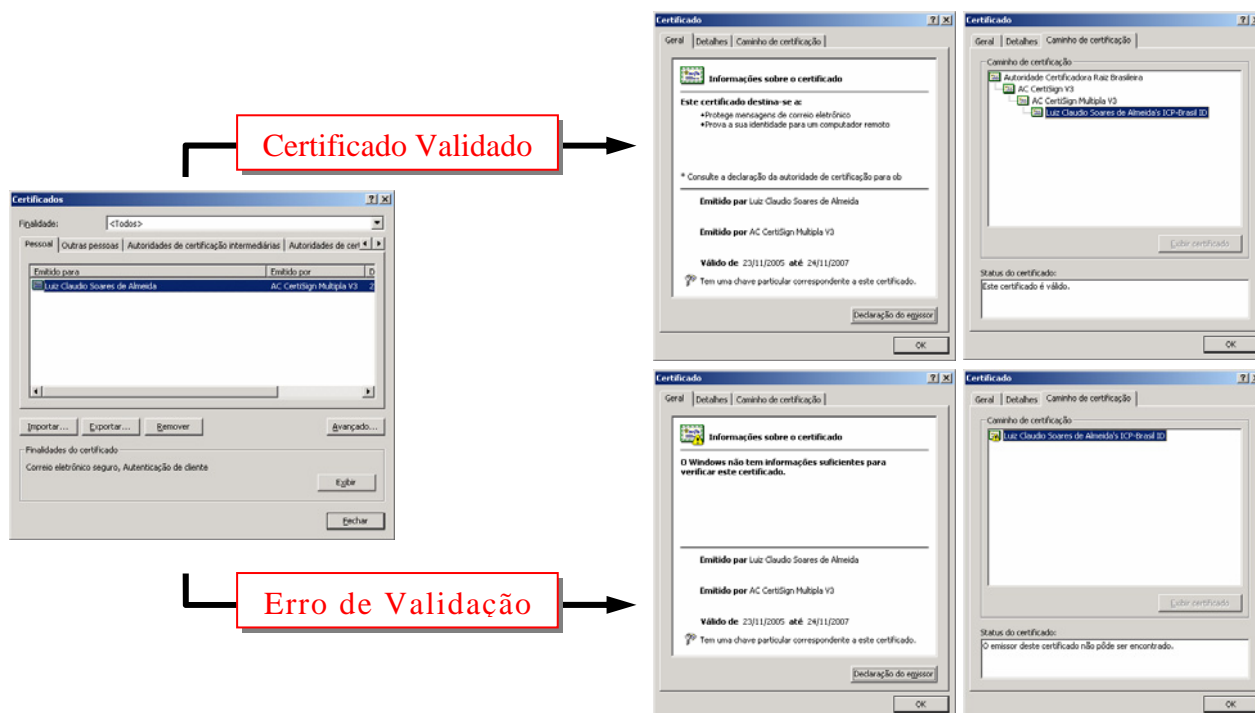 Certificado Validado
Certificados
Finalidade: <Todos>
Pessoal Outras pessoas Autoridades de certificação intermediárias Autoridades de cert
Emitido para Emitido por D
Luiz Claudio Soares de Almeida AC CertiSign Multipla V3 2
Importar... Exportar... Remover Avançado...
Finalidades do certificado
Correio eletrônico seguro, Autenticação de cliente
Exibir
Fechar
Erro de Validação
Certificado
Geral Detalhes Caminho de certificação
Informações sobre o certificado
Este certificado destina-se a:
•Protege mensagens de correio eletrônico
•Prova a sua identidade para um computador remoto
* Consulte a declaração da autoridade de certificação para ob
Emitido par Luiz Claudio Soares de Almeida
Emitido por AC CertiSign Multipla V3
Válido de 23/11/2005 até 24/11/2007
Tem uma chave particular correspondente a este certificado.
Declaração do emissor
OK
Certificado
Geral Detalhes Caminho de certificação
Caminho de certificação
Autoridade Certificadora Raiz Brasileira
AC CertiSign V3
AC CertiSign Multipla V3
Luiz Claudio Soares de Almeida's ICP-Brasil ID
Exibir certificado
Status do certificado:
Este certificado é válido.
OK
Certificado
Geral Detalhes Caminho de certificação
Informações sobre o certificado
O Windows não tem informações suficientes para
verificar este certificado.
Emitido par Luiz Claudio Soares de Almeida
Emitido por AC CertiSign Multipla V3
Válido de 23/11/2005 até 24/11/2007
Tem uma chave particular correspondente a este certificado.
Declaração do emissor
OK
Certificado
Geral Detalhes Caminho de certificação
Caminho de certificação
Luiz Claudio Soares de Almeida's ICP-Brasil ID
Exibir certificado
Status do certificado:
O emissor deste certificado não pôde ser encontrado.
OK